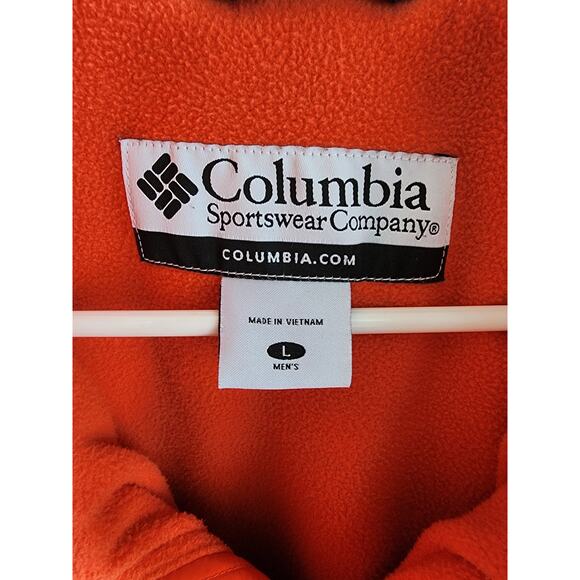 Columbia
Sportswear Company®
COLUMBIA.COM
MADE IN VIETNAM
L
MEN'S